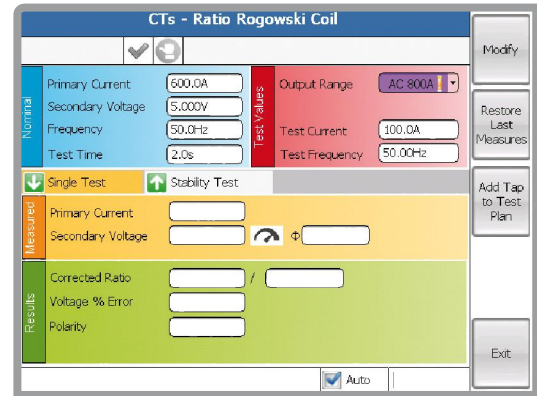 CTs - Ratio Rogowski Coil
Modify
Restore
Last
Measures
Add Tap
to Test
Plan
Exit
Nominal
Primary Current 600.0A
Secondary Voltage 5.000V
Frequency 50.0Hz
Test Time 2.0s
Test Values
Output Range AC 800A
Test Current 100.0A
Test Frequency 50.00Hz
Single Test
Stability Test
Measured
Primary Current
Secondary Voltage Φ
Results
Corrected Ratio /
Voltage % Error
Polarity
Auto